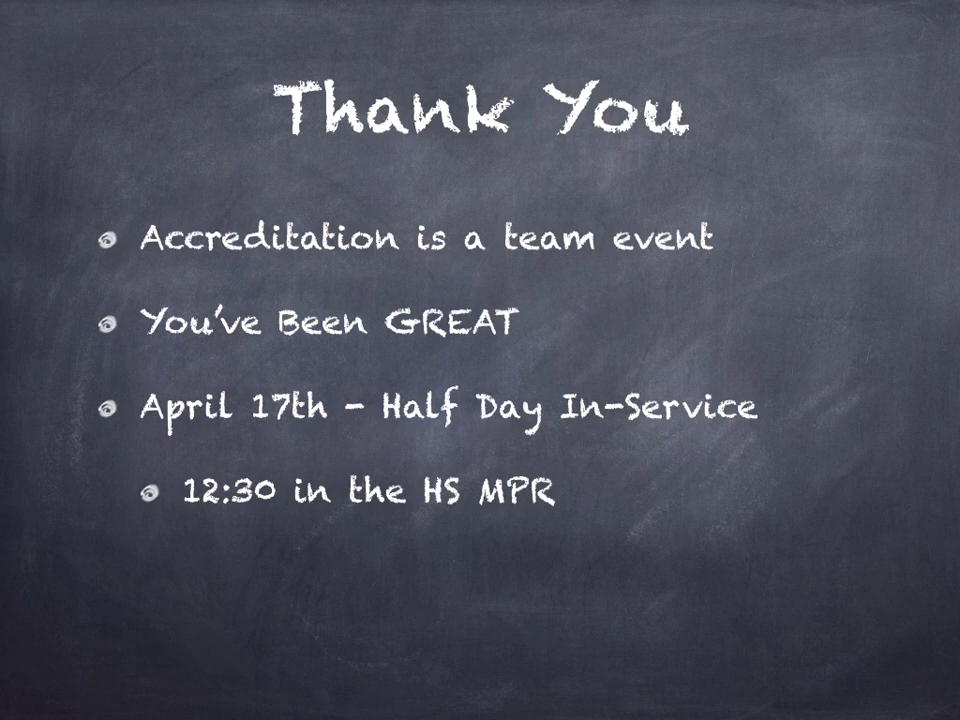 Thank You
Accreditation is a team event
You've Been GREAT
April 17th - Half Day In-Service
12:30 in the HS MPR